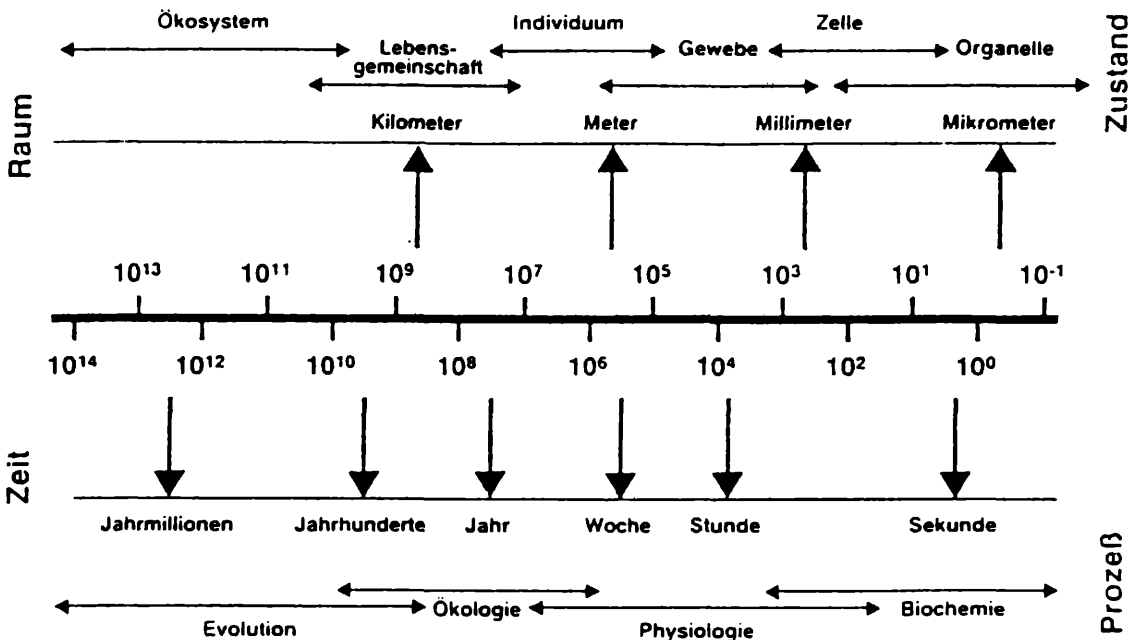 Ökosystem
Individuum
Zelle
Lebens-
gemeinschaft
Gewebe
Organelle
Zustand
Raum
Kilometer
Meter
Millimeter
Mikrometer
10¹³ 10¹¹ 10⁹ 10⁷ 10⁵ 10³ 10¹ 10⁻¹
10¹⁴ 10¹² 10¹⁰ 10⁸ 10⁶ 10⁴ 10² 10⁰
Zeit
Jahrmillionen
Jahrhunderte
Jahr
Woche
Stunde
Sekunde
Prozeß
Ökologie
Biochemie
Evolution
Physiologie